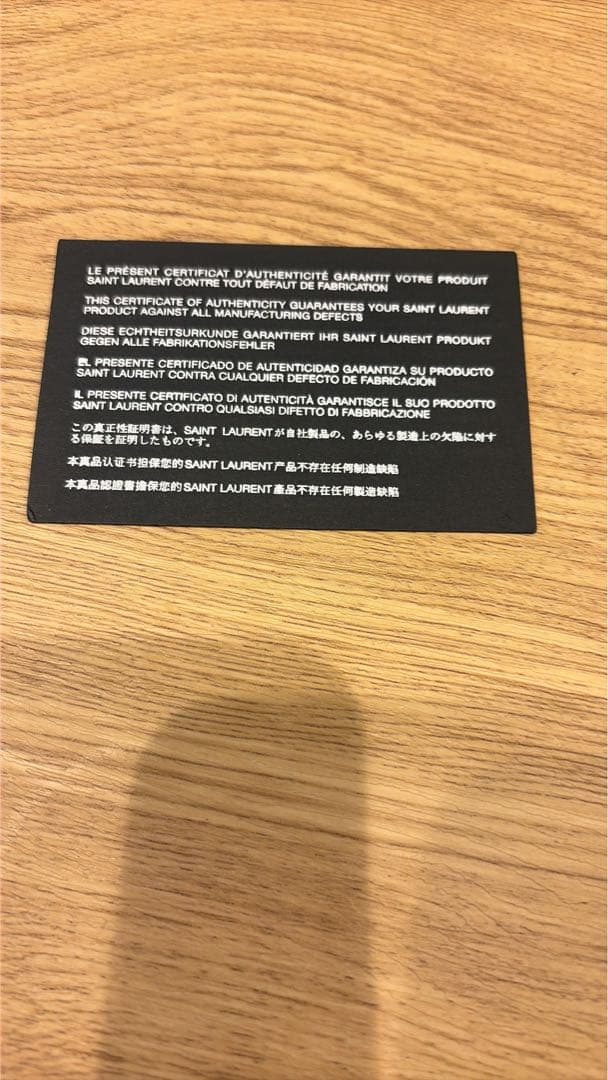 LE PRÉSENT CERTIFICAT D'AUTHENTICITÉ GARANTIT VOTRE PRODUIT
SAINT LAURENT CONTRE TOUT DÉFAUT DE FABRICATION
THIS CERTIFICATE OF AUTHENTICITY GUARANTEES YOUR SAINT LAURENT
PRODUCT AGAINST ALL MANUFACTURING DEFECTS
DIESE ECHTHEITSURKUNDE GARANTIERT IHR SAINT LAURENT PRODUKT
GEGEN ALLE FABRIKATIONSFEHLER
EL PRESENTE CERTIFICADO DE AUTENTICIDAD GARANTIZA SU PRODUCTO
SAINT LAURENT CONTRA CUALQUIER DEFECTO DE FABRICACIÓN
IL PRESENTE CERTIFICATO DI AUTENTICITÀ GARANTISCE IL SUO PRODOTTO
SAINT LAURENT CONTRO QUALSIASI DIFETTO DI FABBRICAZIONE
この真正性証明書は、SAINT LAURENTが自社製品の、あらゆる製造上の欠陥に対す
る保証を証明したものです。
本真品认证书担保您的SAINT LAURENT产品不存在任何制造缺陷
本真品認證書擔保您的SAINT LAURENT產品不存在任何製造缺陷